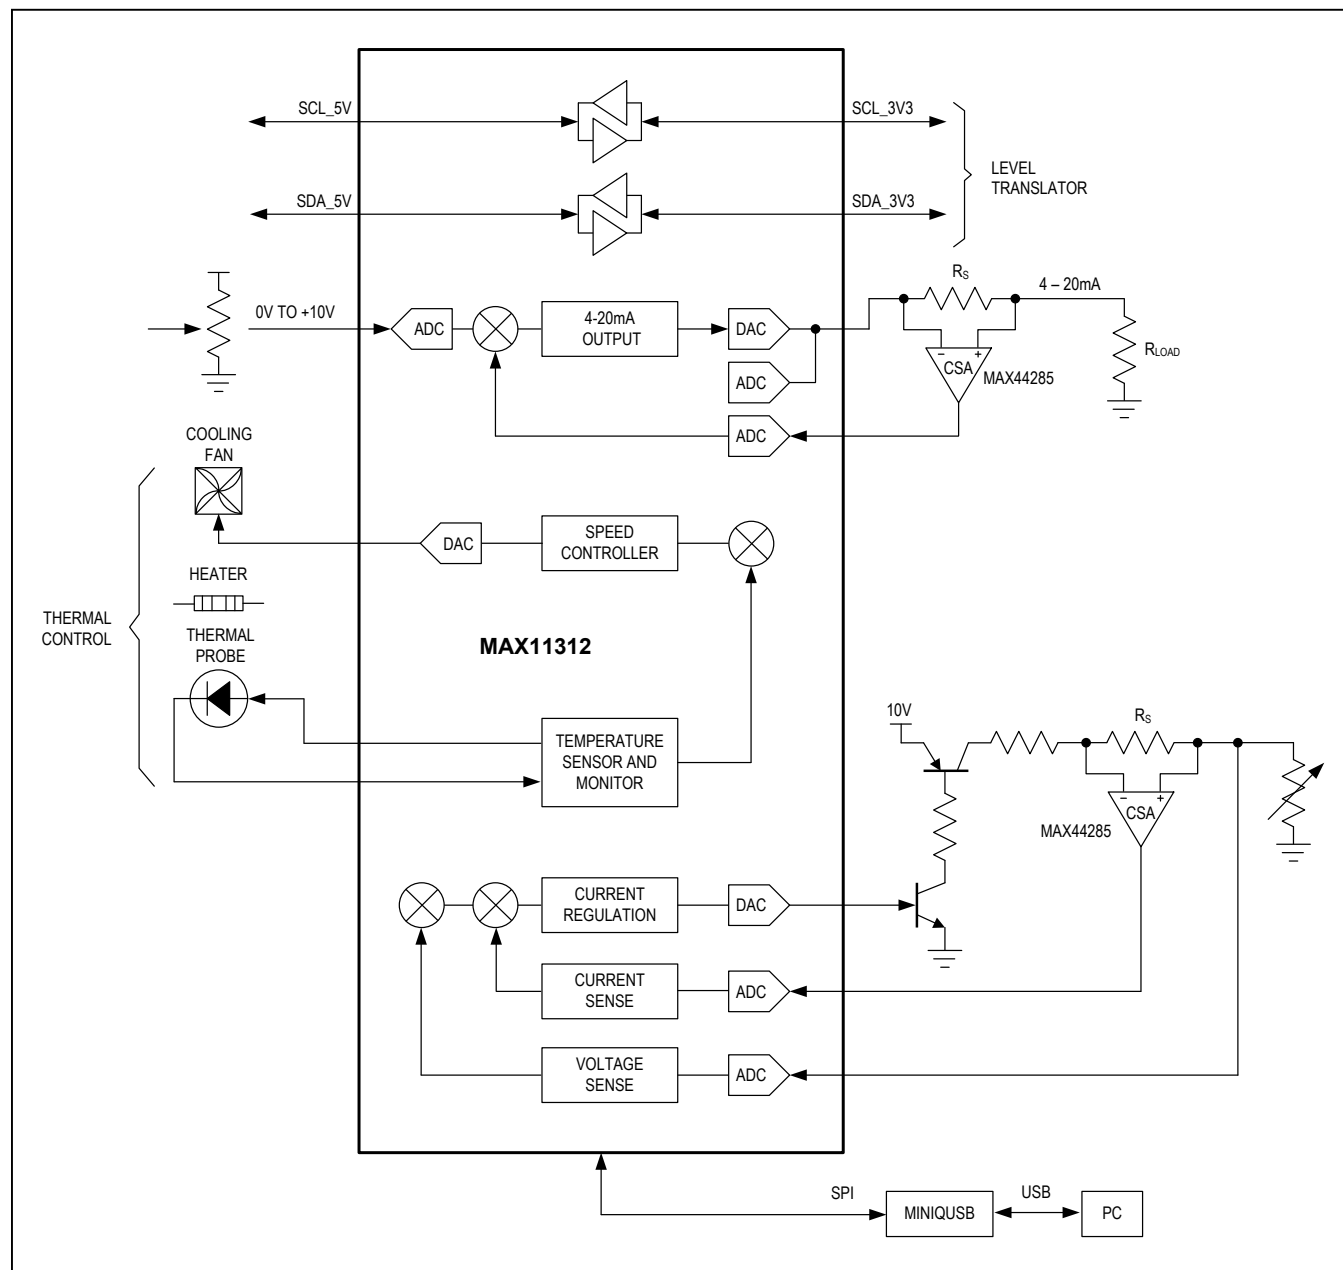 SCL_5V
SCL_3V3
SDA_5V
SDA_3V3
LEVEL
TRANSLATOR
0V TO +10V
ADC
4-20mA
OUTPUT
DAC
ADC
ADC
RS
4 – 20mA
– +
CSA
MAX44285
RLOAD
COOLING
FAN
DAC
SPEED
CONTROLLER
HEATER
THERMAL
CONTROL
THERMAL
PROBE
MAX11312
TEMPERATURE
SENSOR AND
MONITOR
10V
RS
– +
CSA
MAX44285
CURRENT
REGULATION
DAC
CURRENT
SENSE
ADC
VOLTAGE
SENSE
ADC
SPI
MINIQUSB
USB
PC